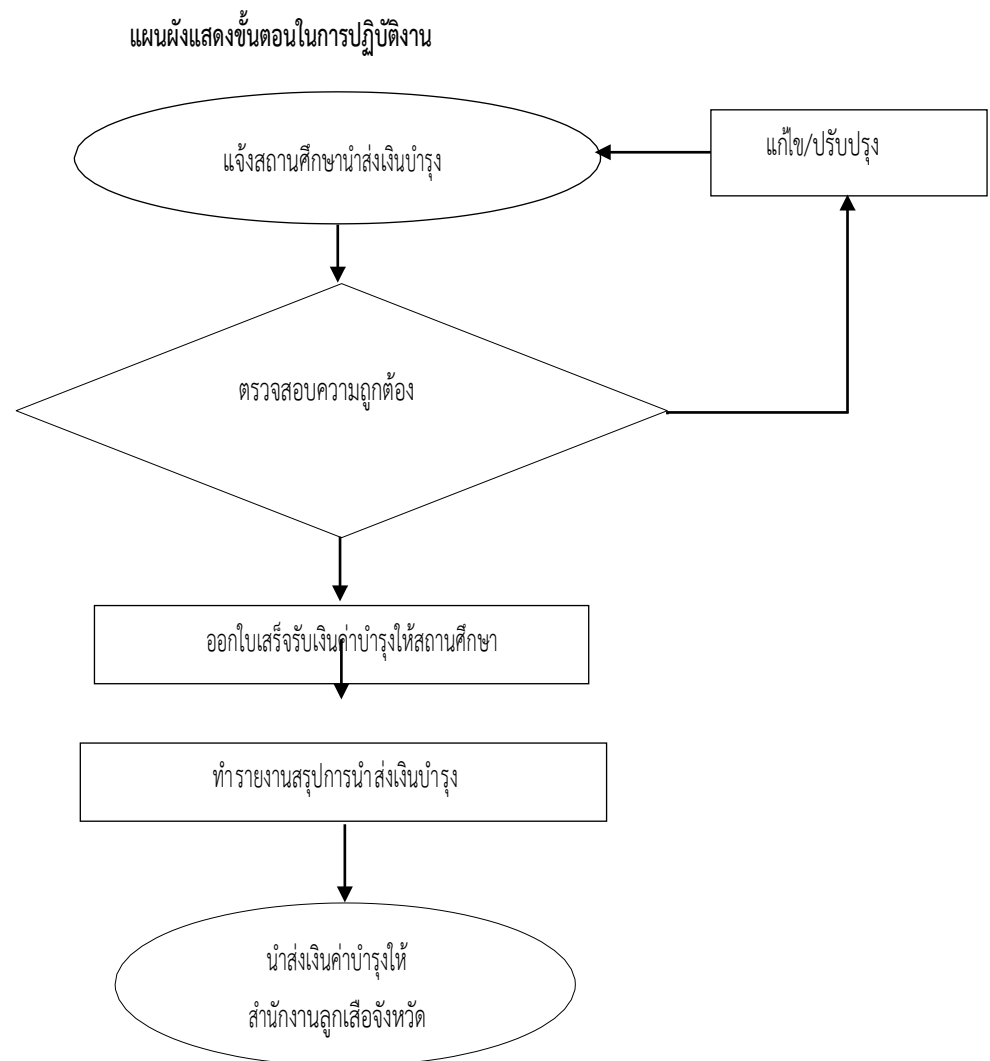 แผนผังแสดงขั้นตอนในการปฏิบัติงาน
แจ้งสถานศึกษานำส่งเงินบำรุง
แก้ไข/ปรับปรุง
ตรวจสอบความถูกต้อง
ออกใบเสร็จรับเงินค่าบำรุงให้สถานศึกษา
ทำรายงานสรุปการนำส่งเงินบำรุง
นำส่งเงินค่าบำรุงให้
สำนักงานลูกเสือจังหวัด